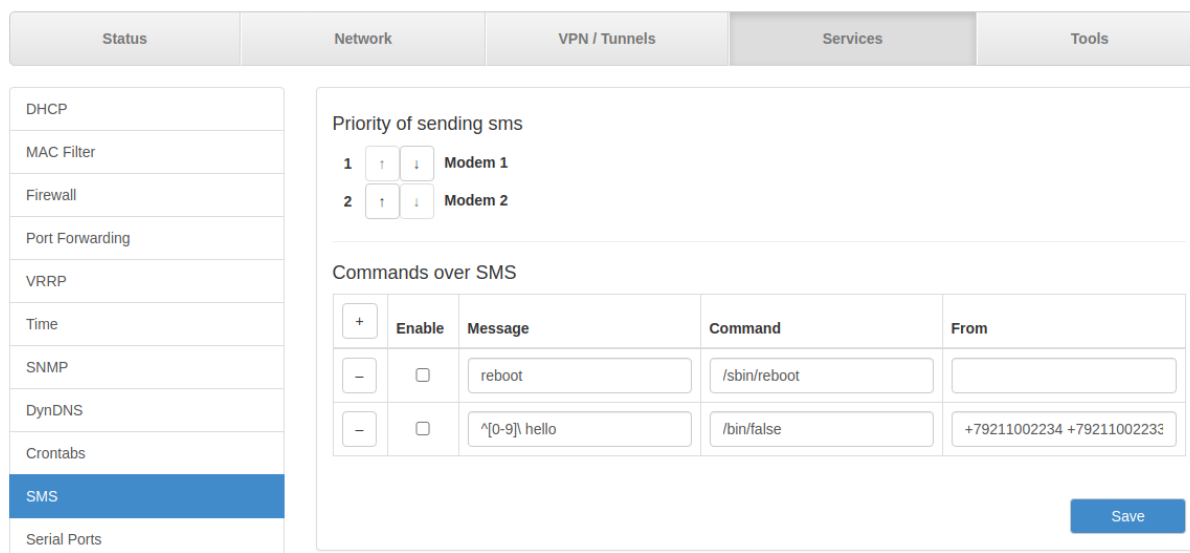 Status Network VPN / Tunnels Services Tools
DHCP
MAC Filter
Firewall
Port Forwarding
VRRP
Time
SNMP
DynDNS
Crontabs
SMS
Serial Ports
Priority of sending sms
1 ↑ ↓ Modem 1
2 ↑ ↓ Modem 2
Commands over SMS
+ Enable Message Command From
– reboot /sbin/reboot
– ^[0-9]\ hello /bin/false +79211002234 +79211002233
Save